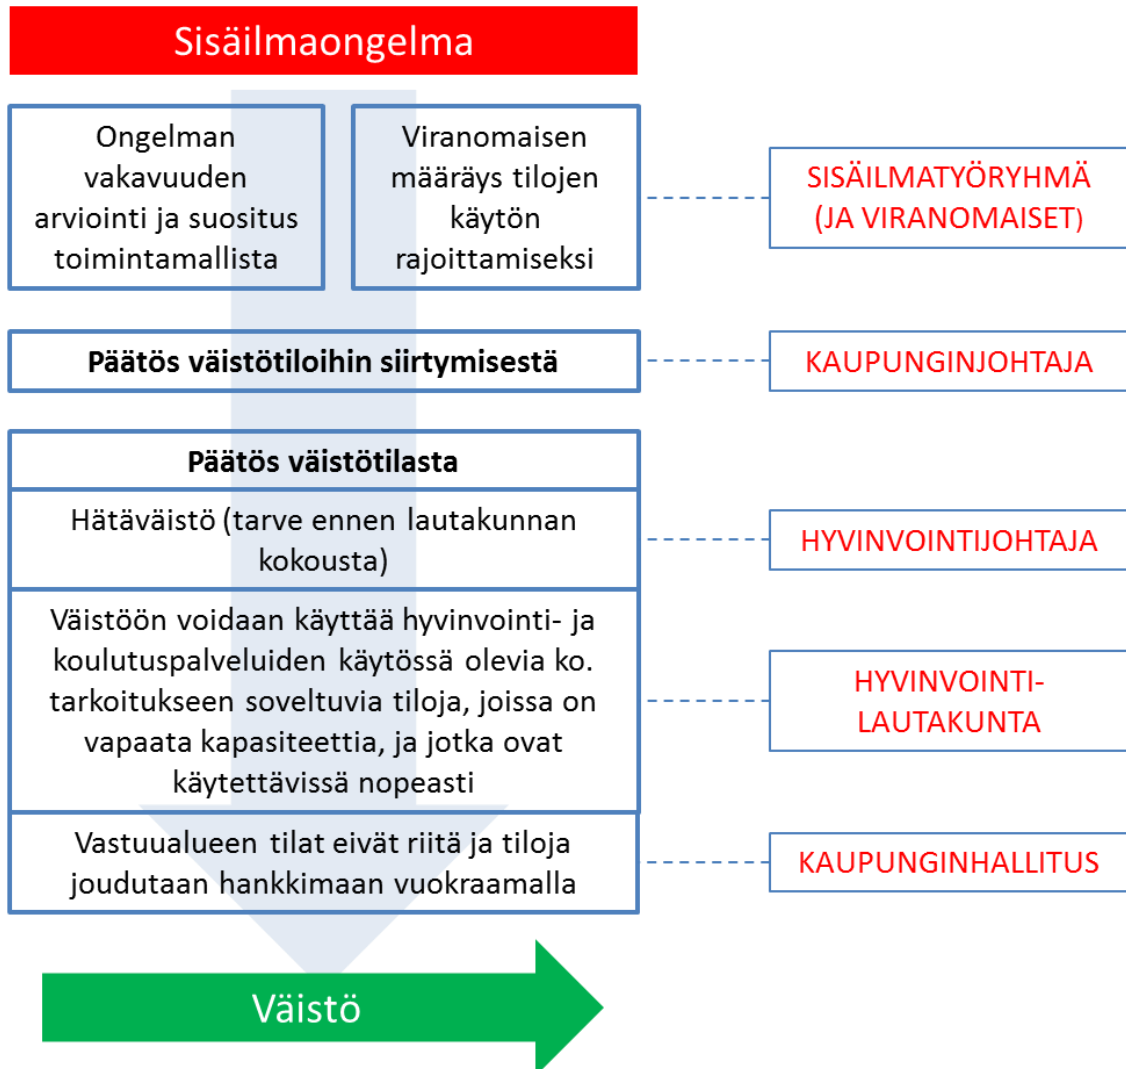 Sisäilmaongelma
Ongelman
vakavuuden
arviointi ja suositus
toimintamallista
Viranomaisen
määräys tilojen
käytön
rajoittamiseksi
SISÄILMATYÖRYHMÄ
(JA VIRANOMAISET)
Päätös väistötiloihin siirtymisestä
KAUPUNGINJOHTAJA
Päätös väistötilasta
Hätäväistö (tarve ennen lautakunnan
kokousta)
HYVINVOINTIJOHTAJA
Väistöön voidaan käyttää hyvinvointi- ja
koulutuspalveluiden käytössä olevia ko.
tarkoitukseen soveltuvia tiloja, joissa on
vapaata kapasiteettia, ja jotka ovat
käytettävissä nopeasti
HYVINVOINTI-
LAUTAKUNTA
Vastuualueen tilat eivät riitä ja tiloja
joudutaan hankkimaan vuokraamalla
KAUPUNGINHALLITUS
Väistö